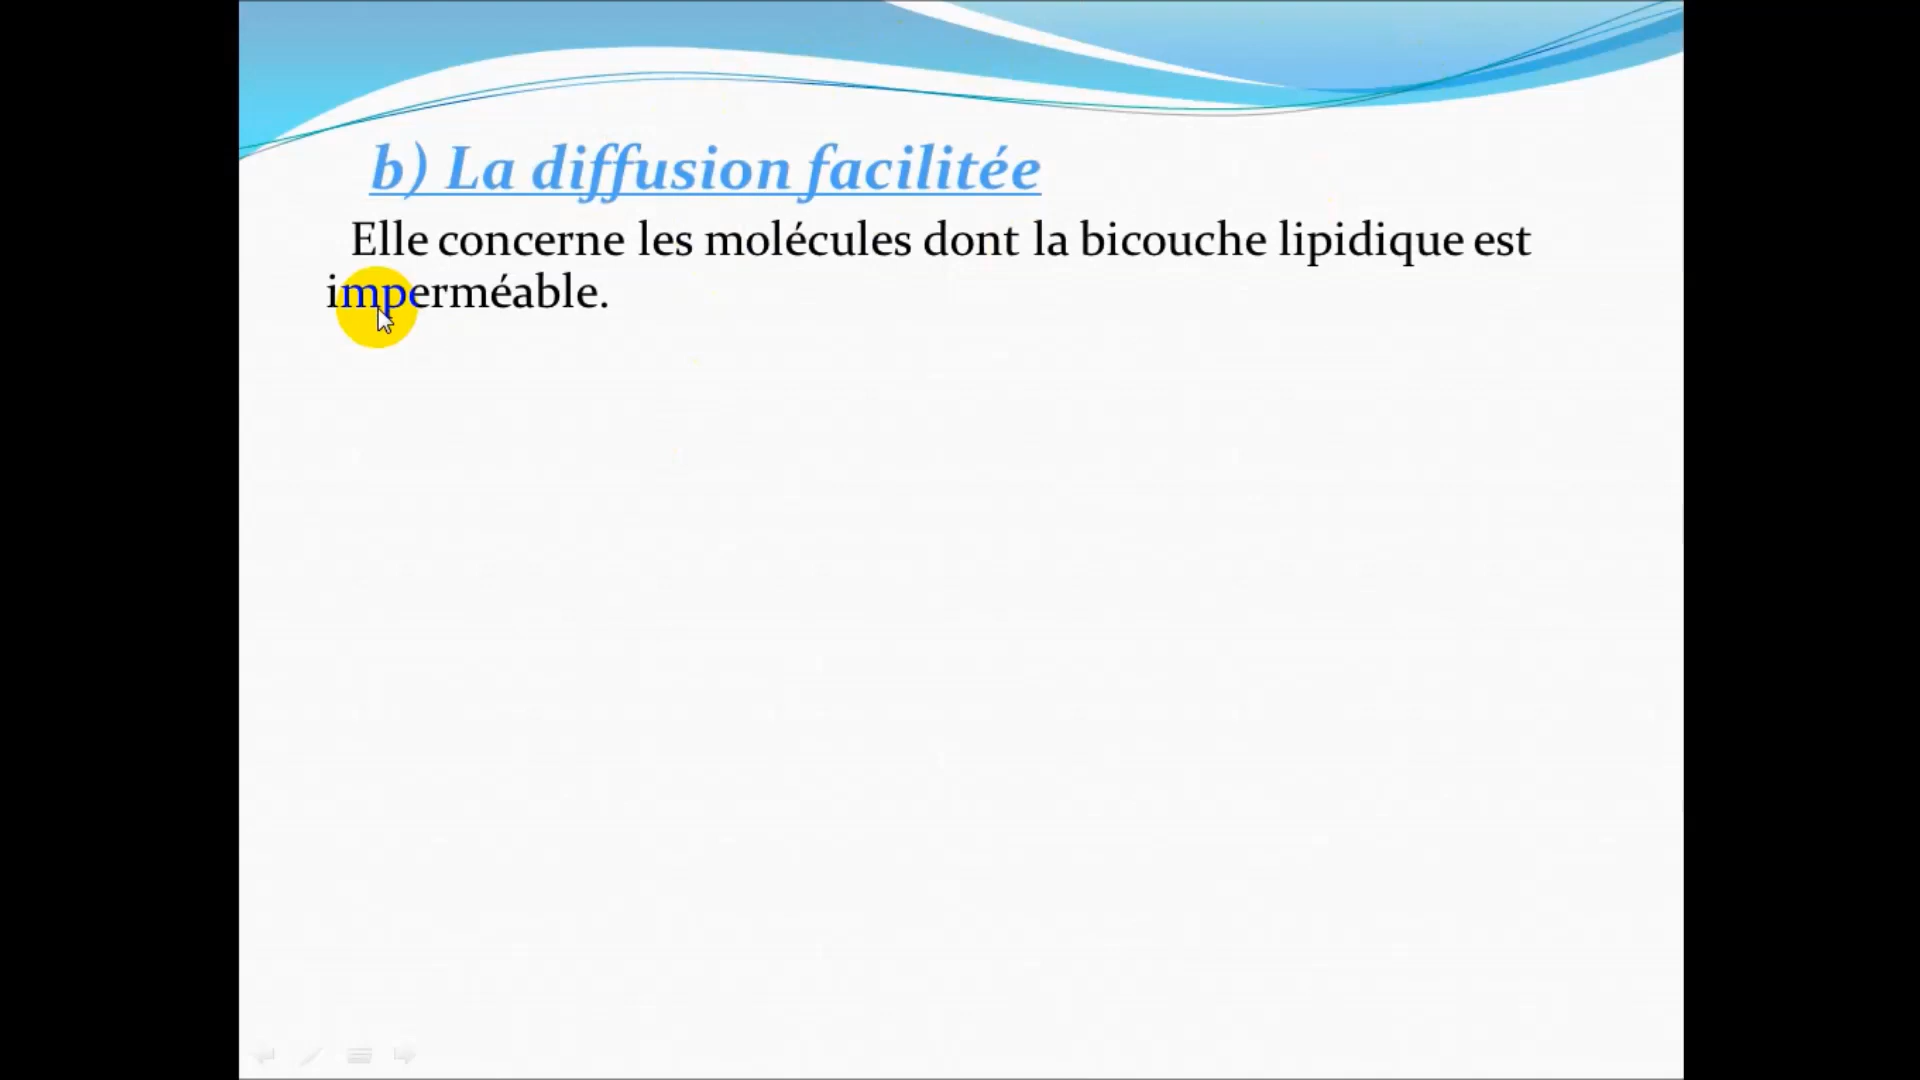 b) La diffusion facilitée
Elle concerne les molécules dont la bicouche lipidique est
imperméable.